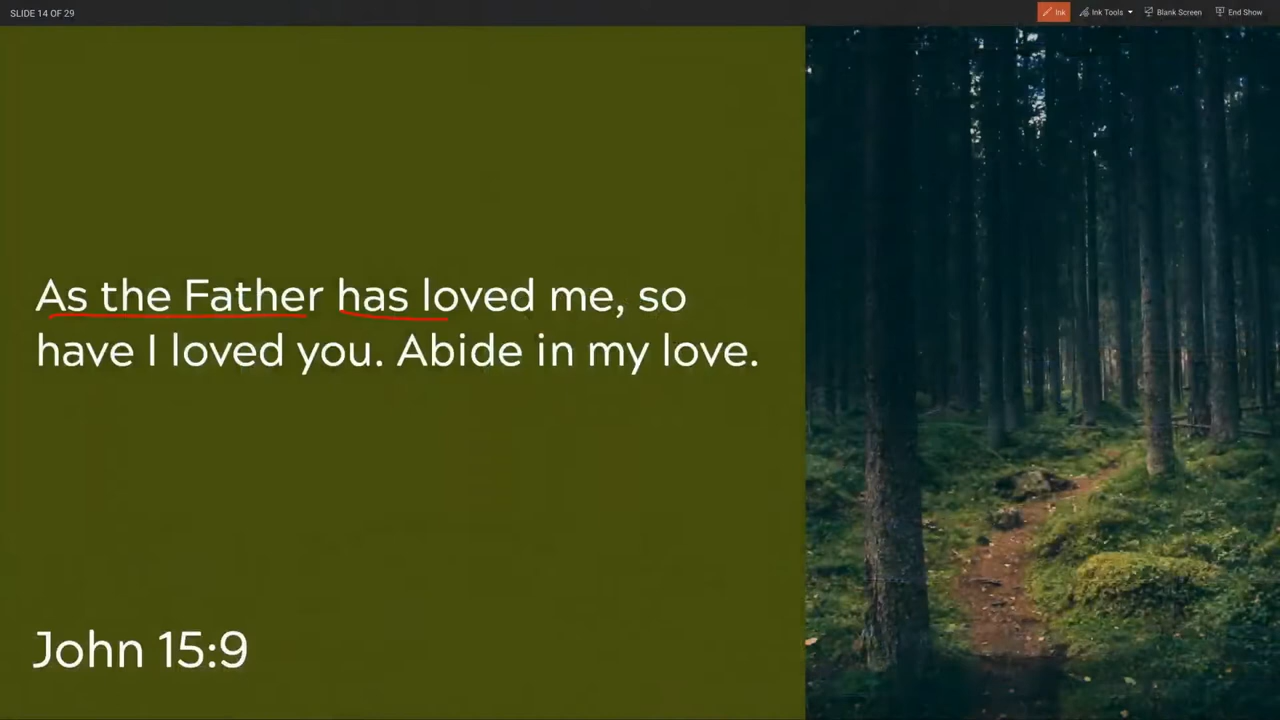 SLIDE 14 OF 29
Ink
Ink Tools
Blank Screen
End Show
As the Father has loved me, so
have I loved you. Abide in my love.
John 15:9